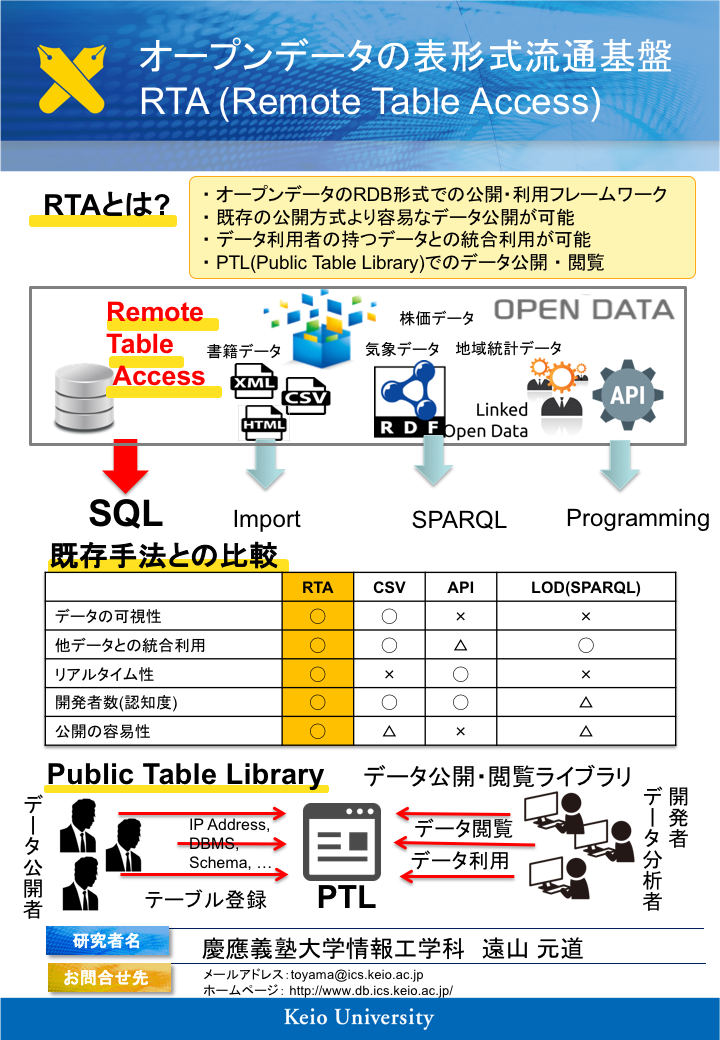 オープンデータの表形式流通基盤
RTA (Remote Table Access)
RTAとは?
・オープンデータのRDB形式での公開・利用フレームワーク
・既存の公開方式より容易なデータ公開が可能
・データ利用者の持つデータとの統合利用が可能
・PTL(Public Table Library)でのデータ公開・閲覧
Remote
Table
Access
書籍データ
株価データ
気象データ
地域統計データ
OPEN DATA
XML
CSV
HTML
RDF
Linked
Open Data
API
SQL
Import
SPARQL
Programming
既存手法との比較
RTA CSV API LOD(SPARQL)
データの可視性 ○ ○ × ×
他データとの統合利用 ○ ○ △ ○
リアルタイム性 ○ × ○ ×
開発者数(認知度) ○ ○ ○ △
公開の容易性 ○ △ × △
Public Table Library データ公開・閲覧ライブラリ
データ公開者
IP Address,
DBMS,
Schema, …
テーブル登録
PTL
データ閲覧
データ利用
開発者
データ分析者
研究者名
慶應義塾大学情報工学科 遠山 元道
お問合せ先
メールアドレス：toyama@ics.keio.ac.jp
ホームページ： http://www.db.ics.keio.ac.jp/
Keio University